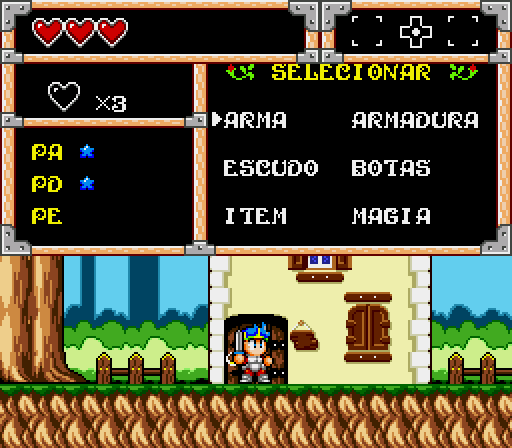 SELECIONAR
×3
ARMA ARMADURA
PA
ESCUDO BOTAS
PD
ITEM MAGIA
PE